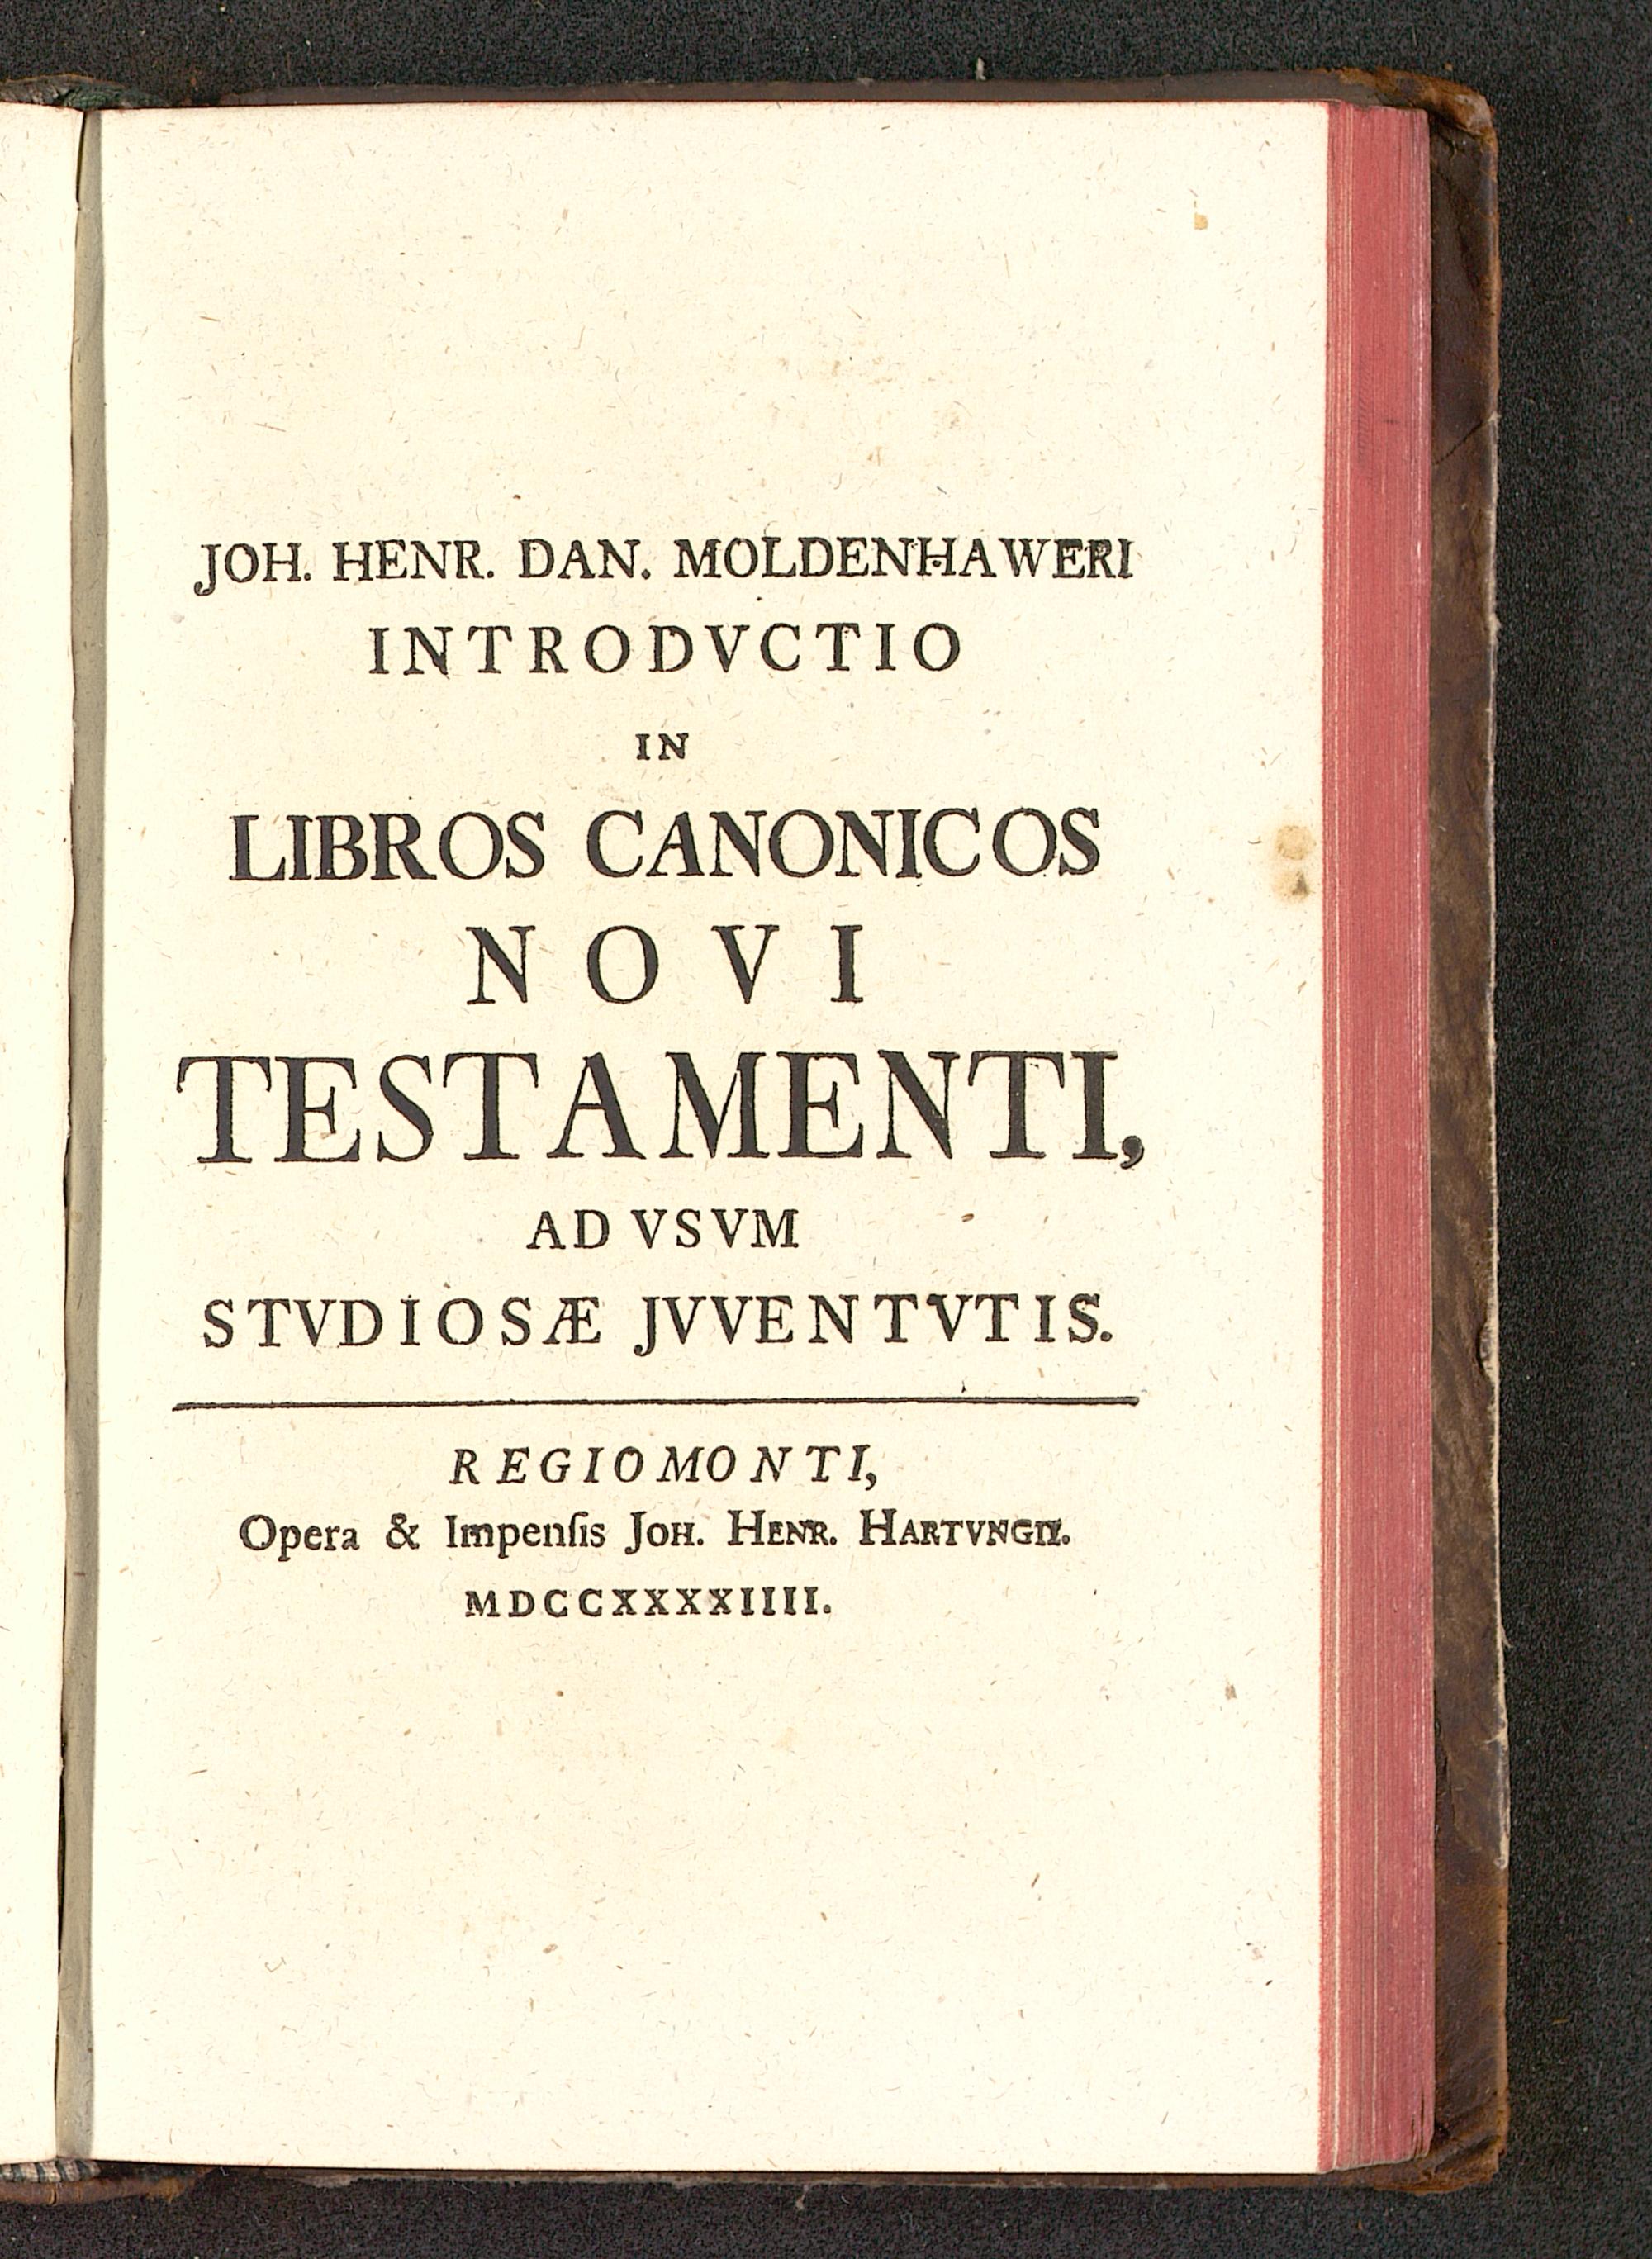 JOH. HENR. DAN. MOLDENHAWERI
INTRODVCTIO
IN
LIBROS CANONICOS
NOVI
TESTAMENTI,
AD VSVM
STVDIOSÆ JVVENTVTIS.
REGIOMONTI,
Opera & Impenſis JOH. HENR. HARTVNGII.
MDCCXXXXIIII.